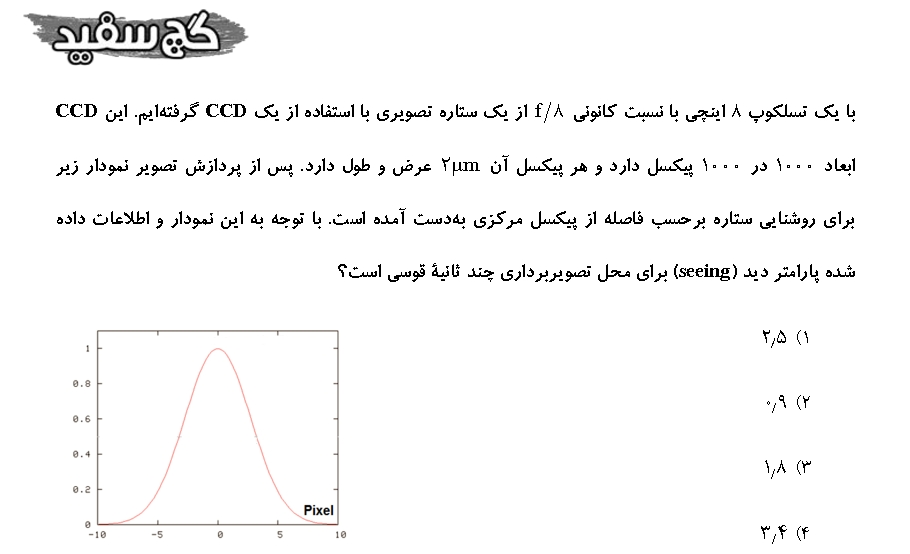 گچ سفید
با یک تسلکوپ ۸ اینچی با نسبت کانونی f/۸ از یک ستاره تصویری با استفاده از یک CCD گرفته‌ایم. این CCD
ابعاد ۱۰۰۰ در ۱۰۰۰ پیکسل دارد و هر پیکسل آن ۲μm عرض و طول دارد. پس از پردازش تصویر نمودار زیر
برای روشنایی ستاره برحسب فاصله از پیکسل مرکزی به‌دست آمده است. با توجه به این نمودار و اطلاعات داده
شده پارامتر دید (seeing) برای محل تصویربرداری چند ثانیهٔ قوسی است؟
۱) ۲٫۵
۲) ۰٫۹
۳) ۱٫۸
۴) ۳٫۴
1
0.8
0.6
0.4
0.2
0
-10 -5 0 5 10
Pixel